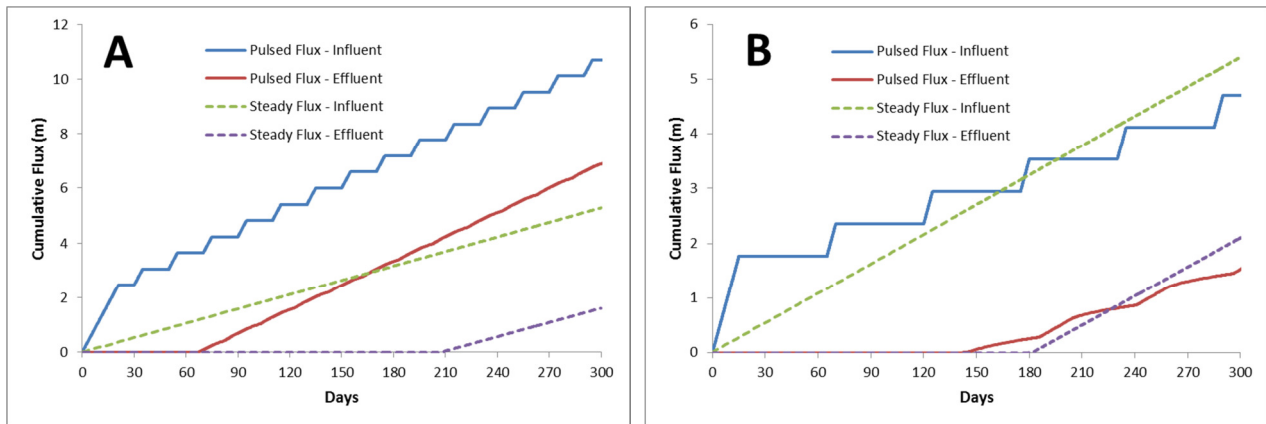 A
12
10
8
6
4
2
0
Cumulative Flux (m)
Pulsed Flux - Influent
Pulsed Flux - Effluent
Steady Flux - Influent
Steady Flux - Effluent
0 30 60 90 120 150 180 210 240 270 300
Days
B
6
5
4
3
2
1
0
Cumulative Flux (m)
Pulsed Flux - Influent
Pulsed Flux - Effluent
Steady Flux - Influent
Steady Flux - Effluent
0 30 60 90 120 150 180 210 240 270 300
Days